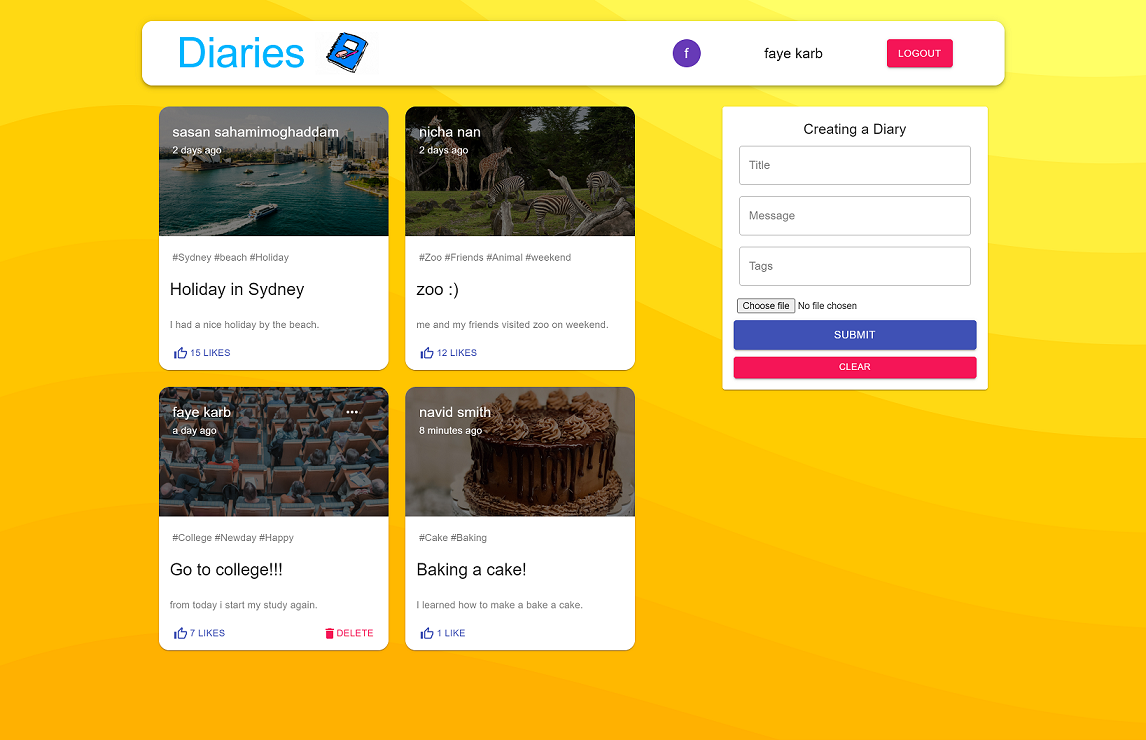 Diaries
f
faye karb
LOGOUT
sasan sahamimoghaddam
2 days ago
#Sydney #beach #Holiday
Holiday in Sydney
I had a nice holiday by the beach.
15 LIKES
nicha nan
2 days ago
#Zoo #Friends #Animal #weekend
zoo :)
me and my friends visited zoo on weekend.
12 LIKES
faye karb
a day ago
#College #Newday #Happy
Go to college!!!
from today i start my study again.
7 LIKES
DELETE
navid smith
8 minutes ago
#Cake #Baking
Baking a cake!
I learned how to make a bake a cake.
1 LIKE
Creating a Diary
Title
Message
Tags
Choose file No file chosen
SUBMIT
CLEAR